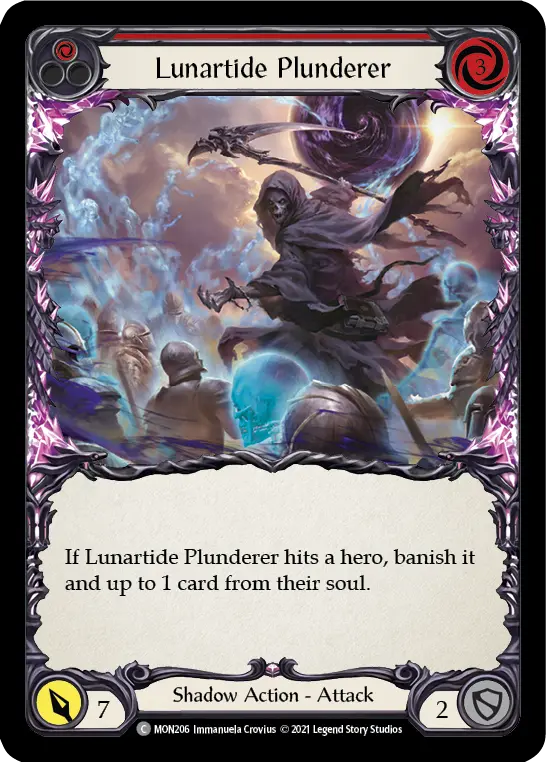 Lunartide Plunderer
3
If Lunartide Plunderer hits a hero, banish it
and up to 1 card from their soul.
7
Shadow Action - Attack
2
C MON206 Immanuela Crovius © 2021 Legend Story Studios